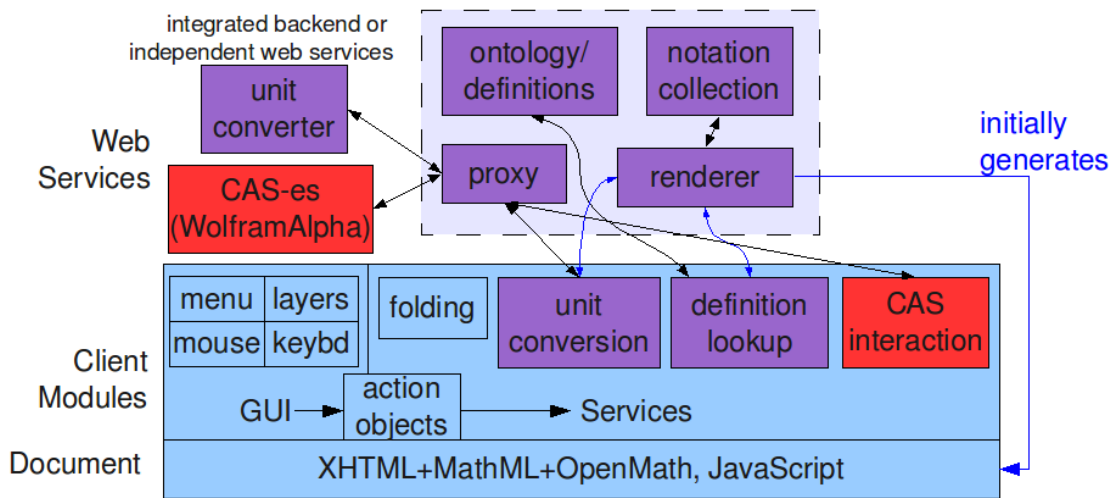 integrated backend or
independent web services
ontology/
definitions
notation
collection
unit
converter
initially
generates
Web
Services
proxy
renderer
CAS-es
(WolframAlpha)
menu
layers
mouse
keybd
folding
unit
conversion
definition
lookup
CAS
interaction
Client
Modules
GUI
action
objects
Services
Document
XHTML+MathML+OpenMath, JavaScript